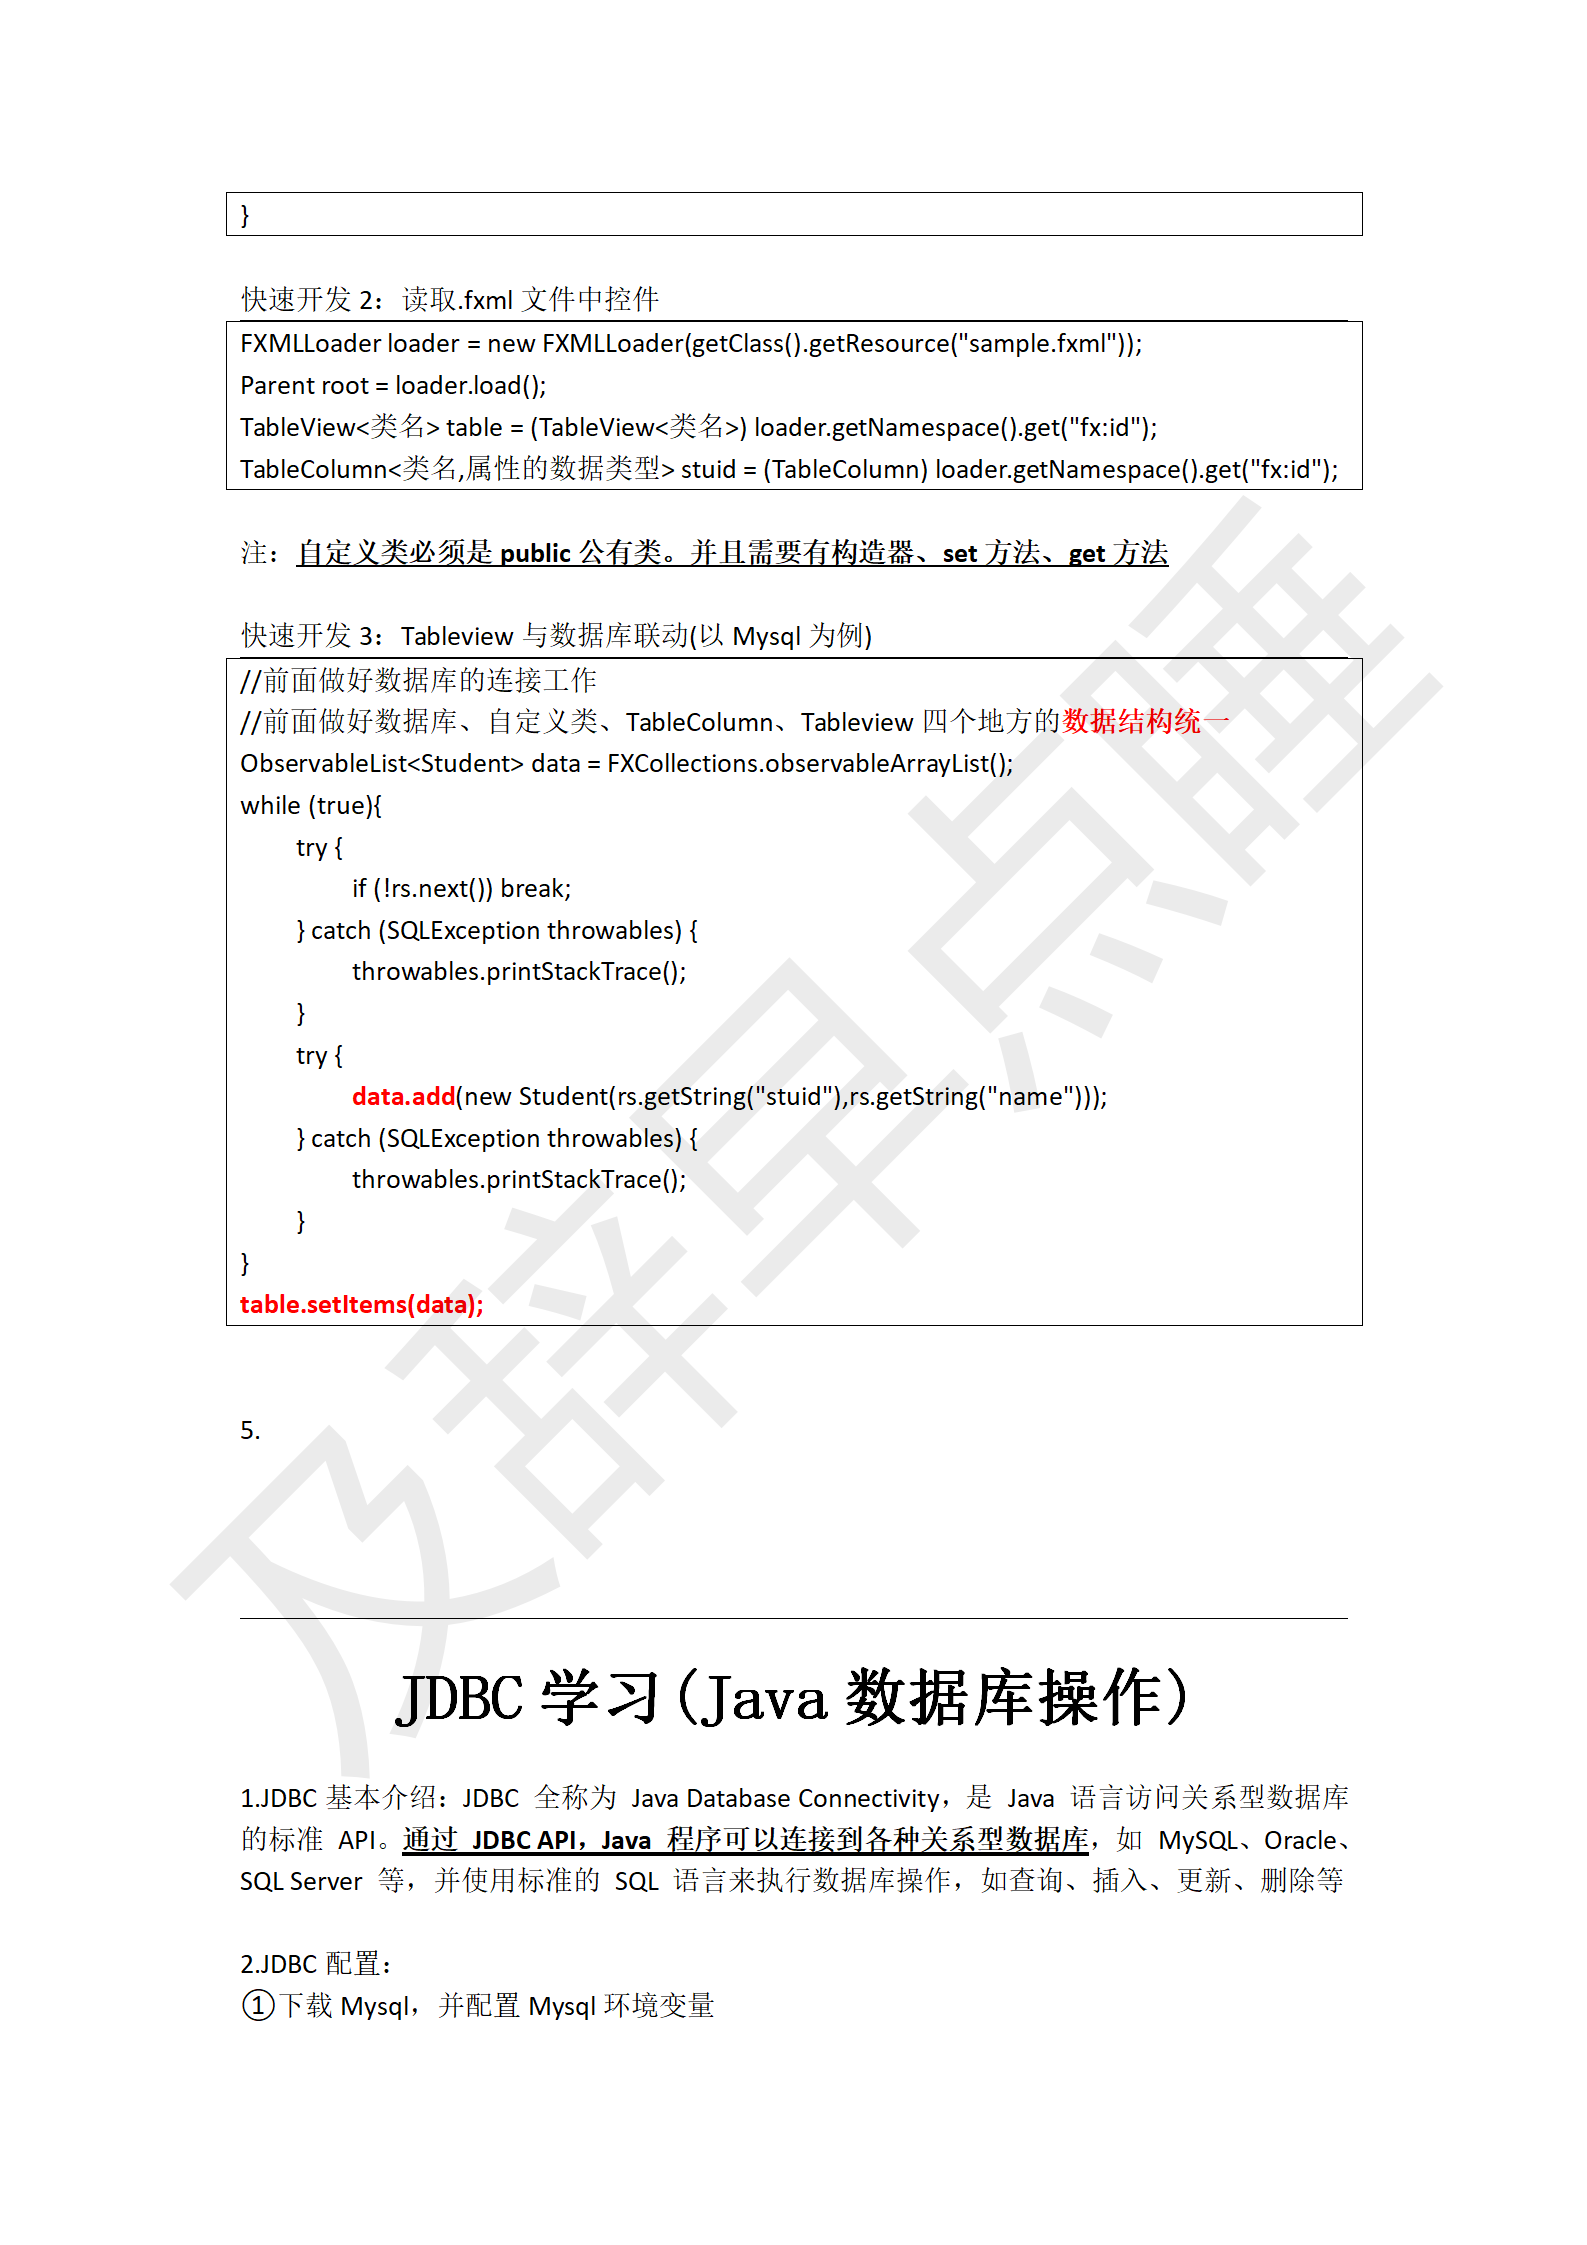 }
快速开发 2：读取.fxml 文件中控件
FXMLLoader loader = new FXMLLoader(getClass().getResource("sample.fxml"));
Parent root = loader.load();
TableView<类名> table = (TableView<类名>) loader.getNamespace().get("fx:id");
TableColumn<类名,属性的数据类型> stuid = (TableColumn) loader.getNamespace().get("fx:id");
注：自定义类必须是 public 公有类。并且需要有构造器、set 方法、get 方法
快速开发 3：Tableview 与数据库联动(以 Mysql 为例)
//前面做好数据库的连接工作
//前面做好数据库、自定义类、TableColumn、Tableview 四个地方的数据结构统一
ObservableList<Student> data = FXCollections.observableArrayList();
while (true){
try {
if (!rs.next()) break;
} catch (SQLException throwables) {
throwables.printStackTrace();
}
try {
data.add(new Student(rs.getString("stuid"),rs.getString("name")));
} catch (SQLException throwables) {
throwables.printStackTrace();
}
}
table.setItems(data);
5.
JDBC 学习(Java 数据库操作)
1.JDBC 基本介绍：JDBC 全称为 Java Database Connectivity，是 Java 语言访问关系型数据库
的标准 API。通过 JDBC API，Java 程序可以连接到各种关系型数据库，如 MySQL、Oracle、
SQL Server 等，并使用标准的 SQL 语言来执行数据库操作，如查询、插入、更新、删除等
2.JDBC 配置：
①下载 Mysql，并配置 Mysql 环境变量
及辞早点睡